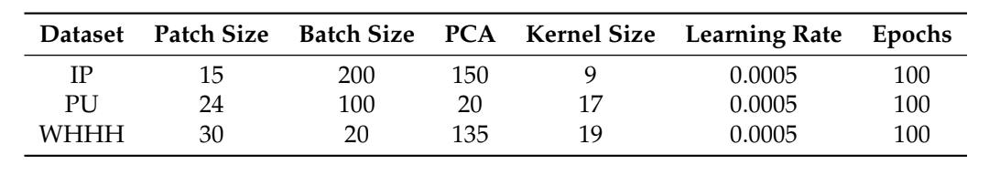 Dataset Patch Size Batch Size PCA Kernel Size Learning Rate Epochs
IP 15 200 150 9 0.0005 100
PU 24 100 20 17 0.0005 100
WHHH 30 20 135 19 0.0005 100